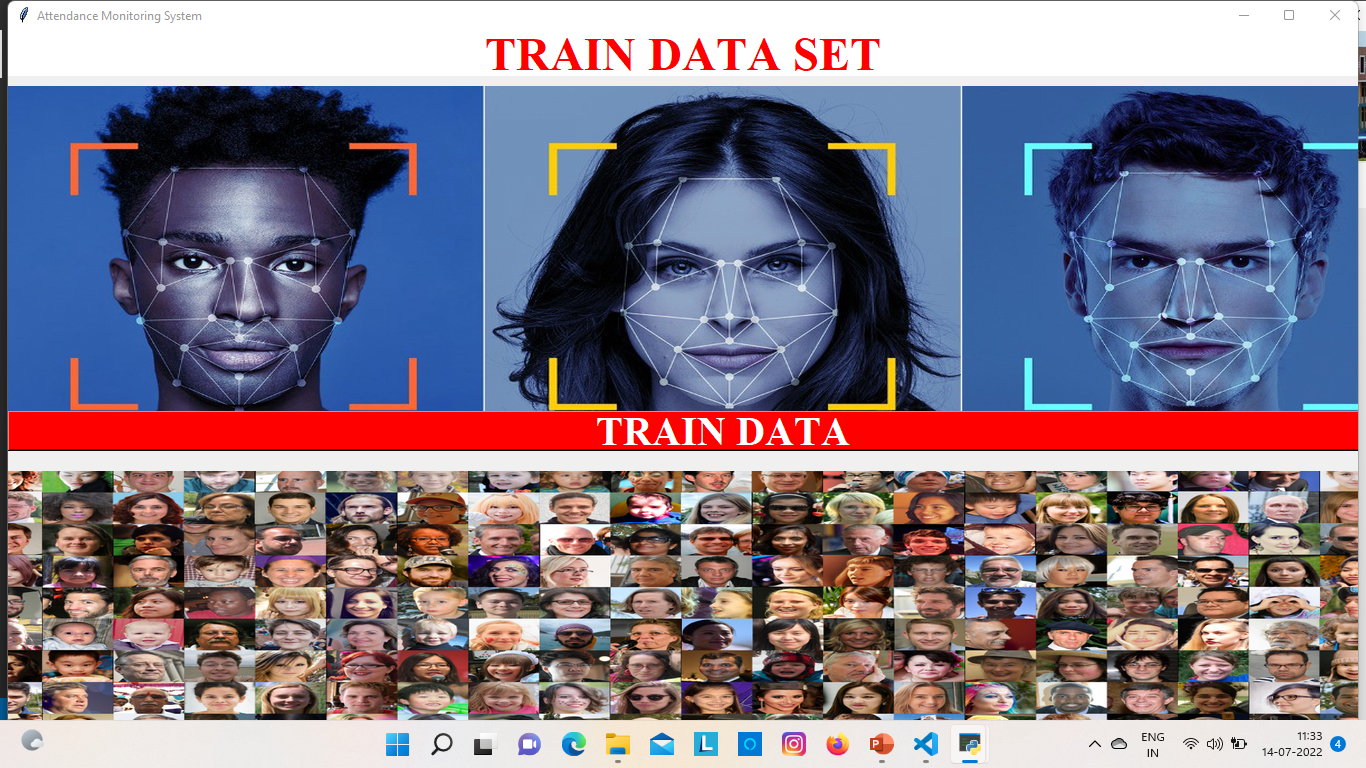 Attendance Monitoring System
TRAIN DATA SET
TRAIN DATA
ENG
IN
11:33
14-07-2022
4